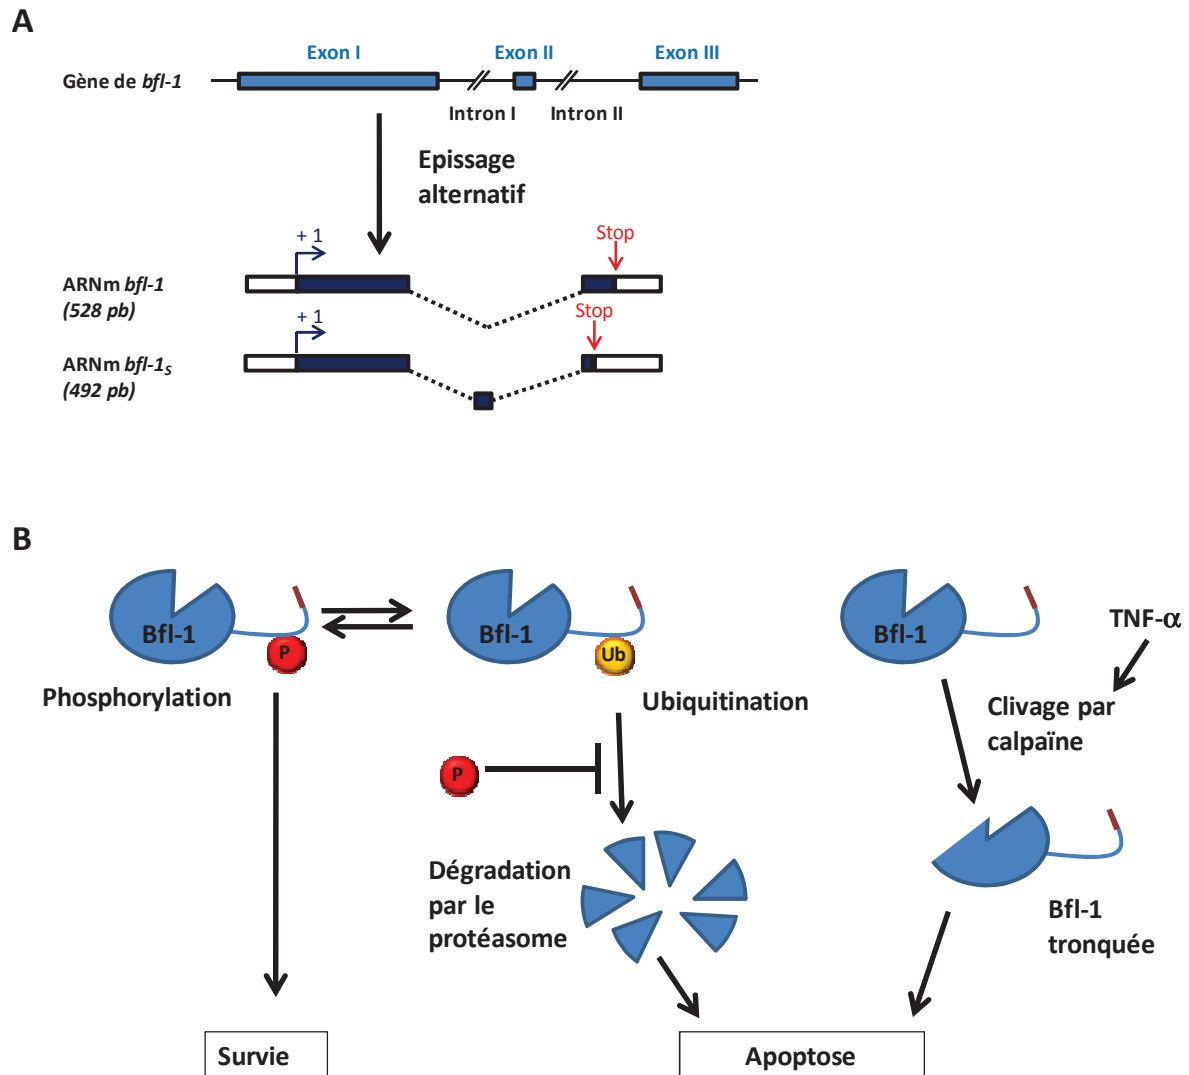 A
Exon I
Exon II
Exon III
Gène de bfl-1
Intron I
Intron II
Epissage
alternatif
+ 1
Stop
ARNm bfl-1
(528 pb)
+ 1
Stop
ARNm bfl-1S
(492 pb)
B
Bfl-1
P
Bfl-1
Ub
Bfl-1
TNF-α
Phosphorylation
Ubiquitination
Clivage par
calpaïne
P
Dégradation
par le
protéasome
Bfl-1
tronquée
Survie
Apoptose